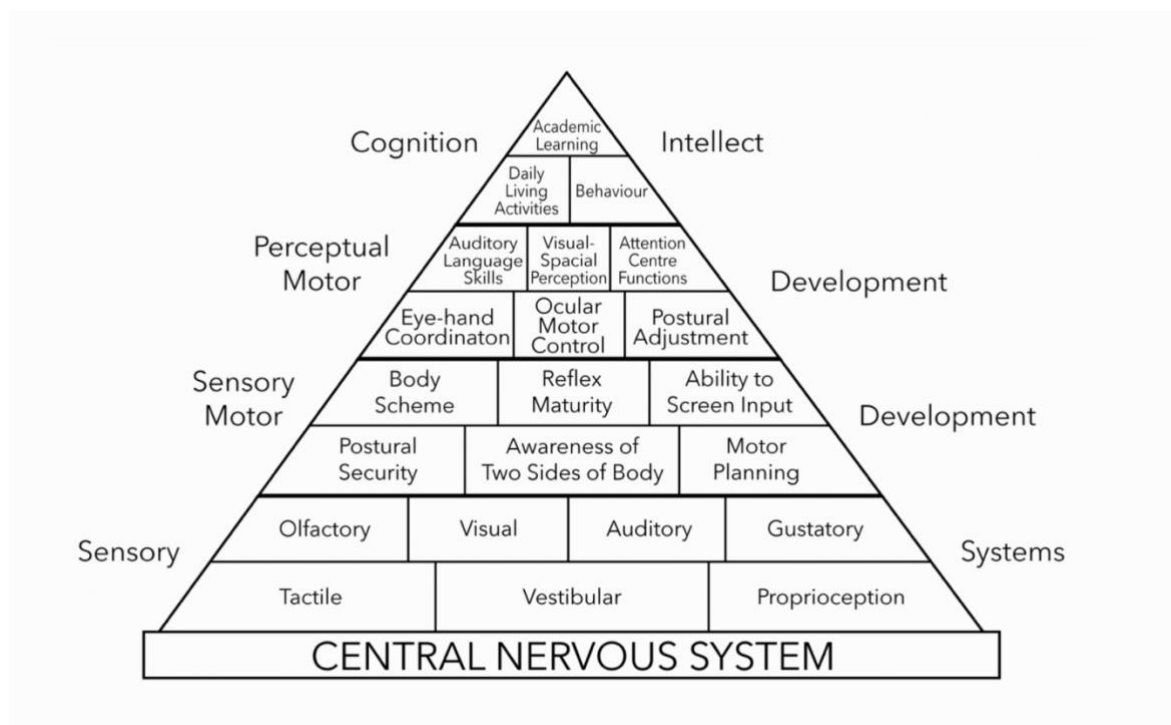 Academic
Learning
Cognition
Intellect
Daily
Living
Activities
Behaviour
Perceptual
Motor
Auditory
Language
Skills
Visual-
Spacial
Perception
Attention
Centre
Functions
Development
Eye-hand
Coordinaton
Ocular
Motor
Control
Postural
Adjustment
Sensory
Motor
Body
Scheme
Reflex
Maturity
Ability to
Screen Input
Development
Postural
Security
Awareness of
Two Sides of Body
Motor
Planning
Sensory
Olfactory
Visual
Auditory
Gustatory
Systems
Tactile
Vestibular
Proprioception
CENTRAL NERVOUS SYSTEM